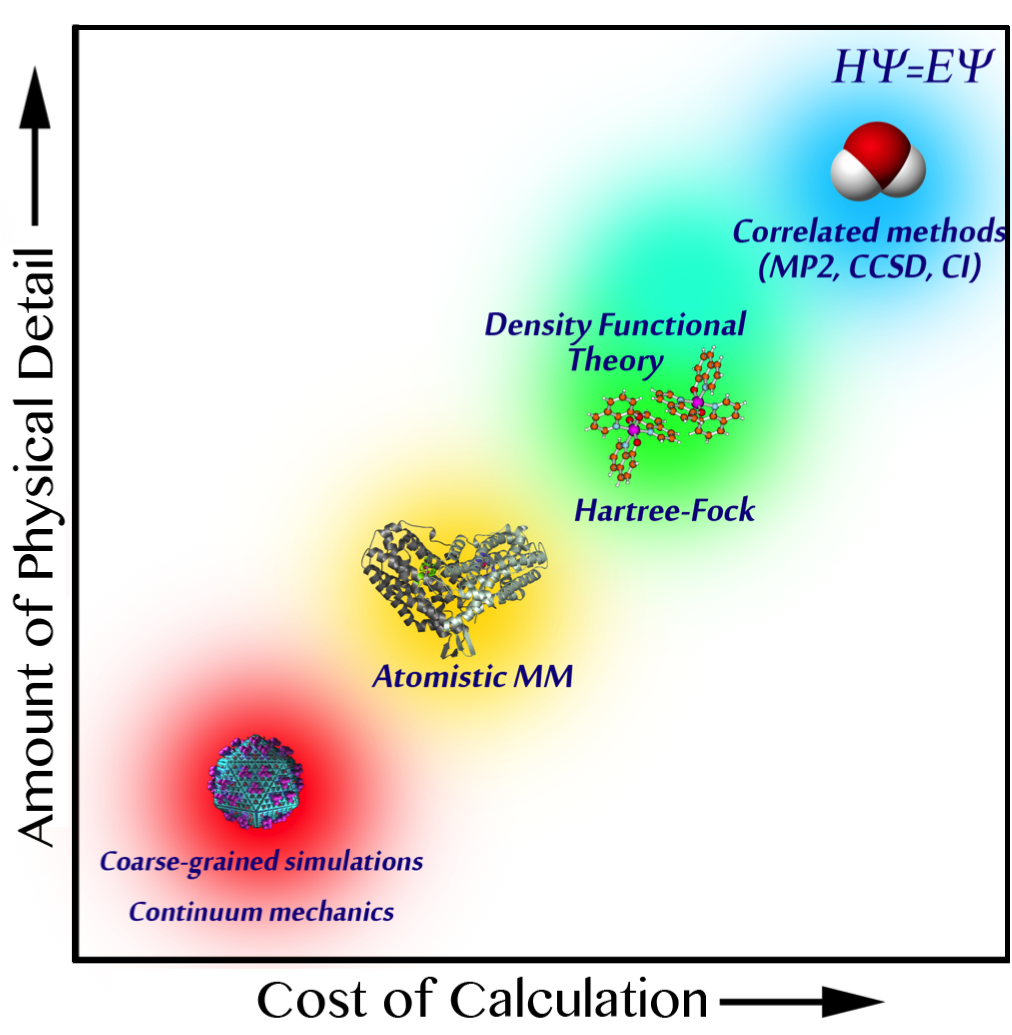 HΨ=EΨ
Correlated methods
(MP2, CCSD, CI)
Density Functional
Theory
Hartree-Fock
Atomistic MM
Coarse-grained simulations
Continuum mechanics
Amount of Physical Detail
Cost of Calculation